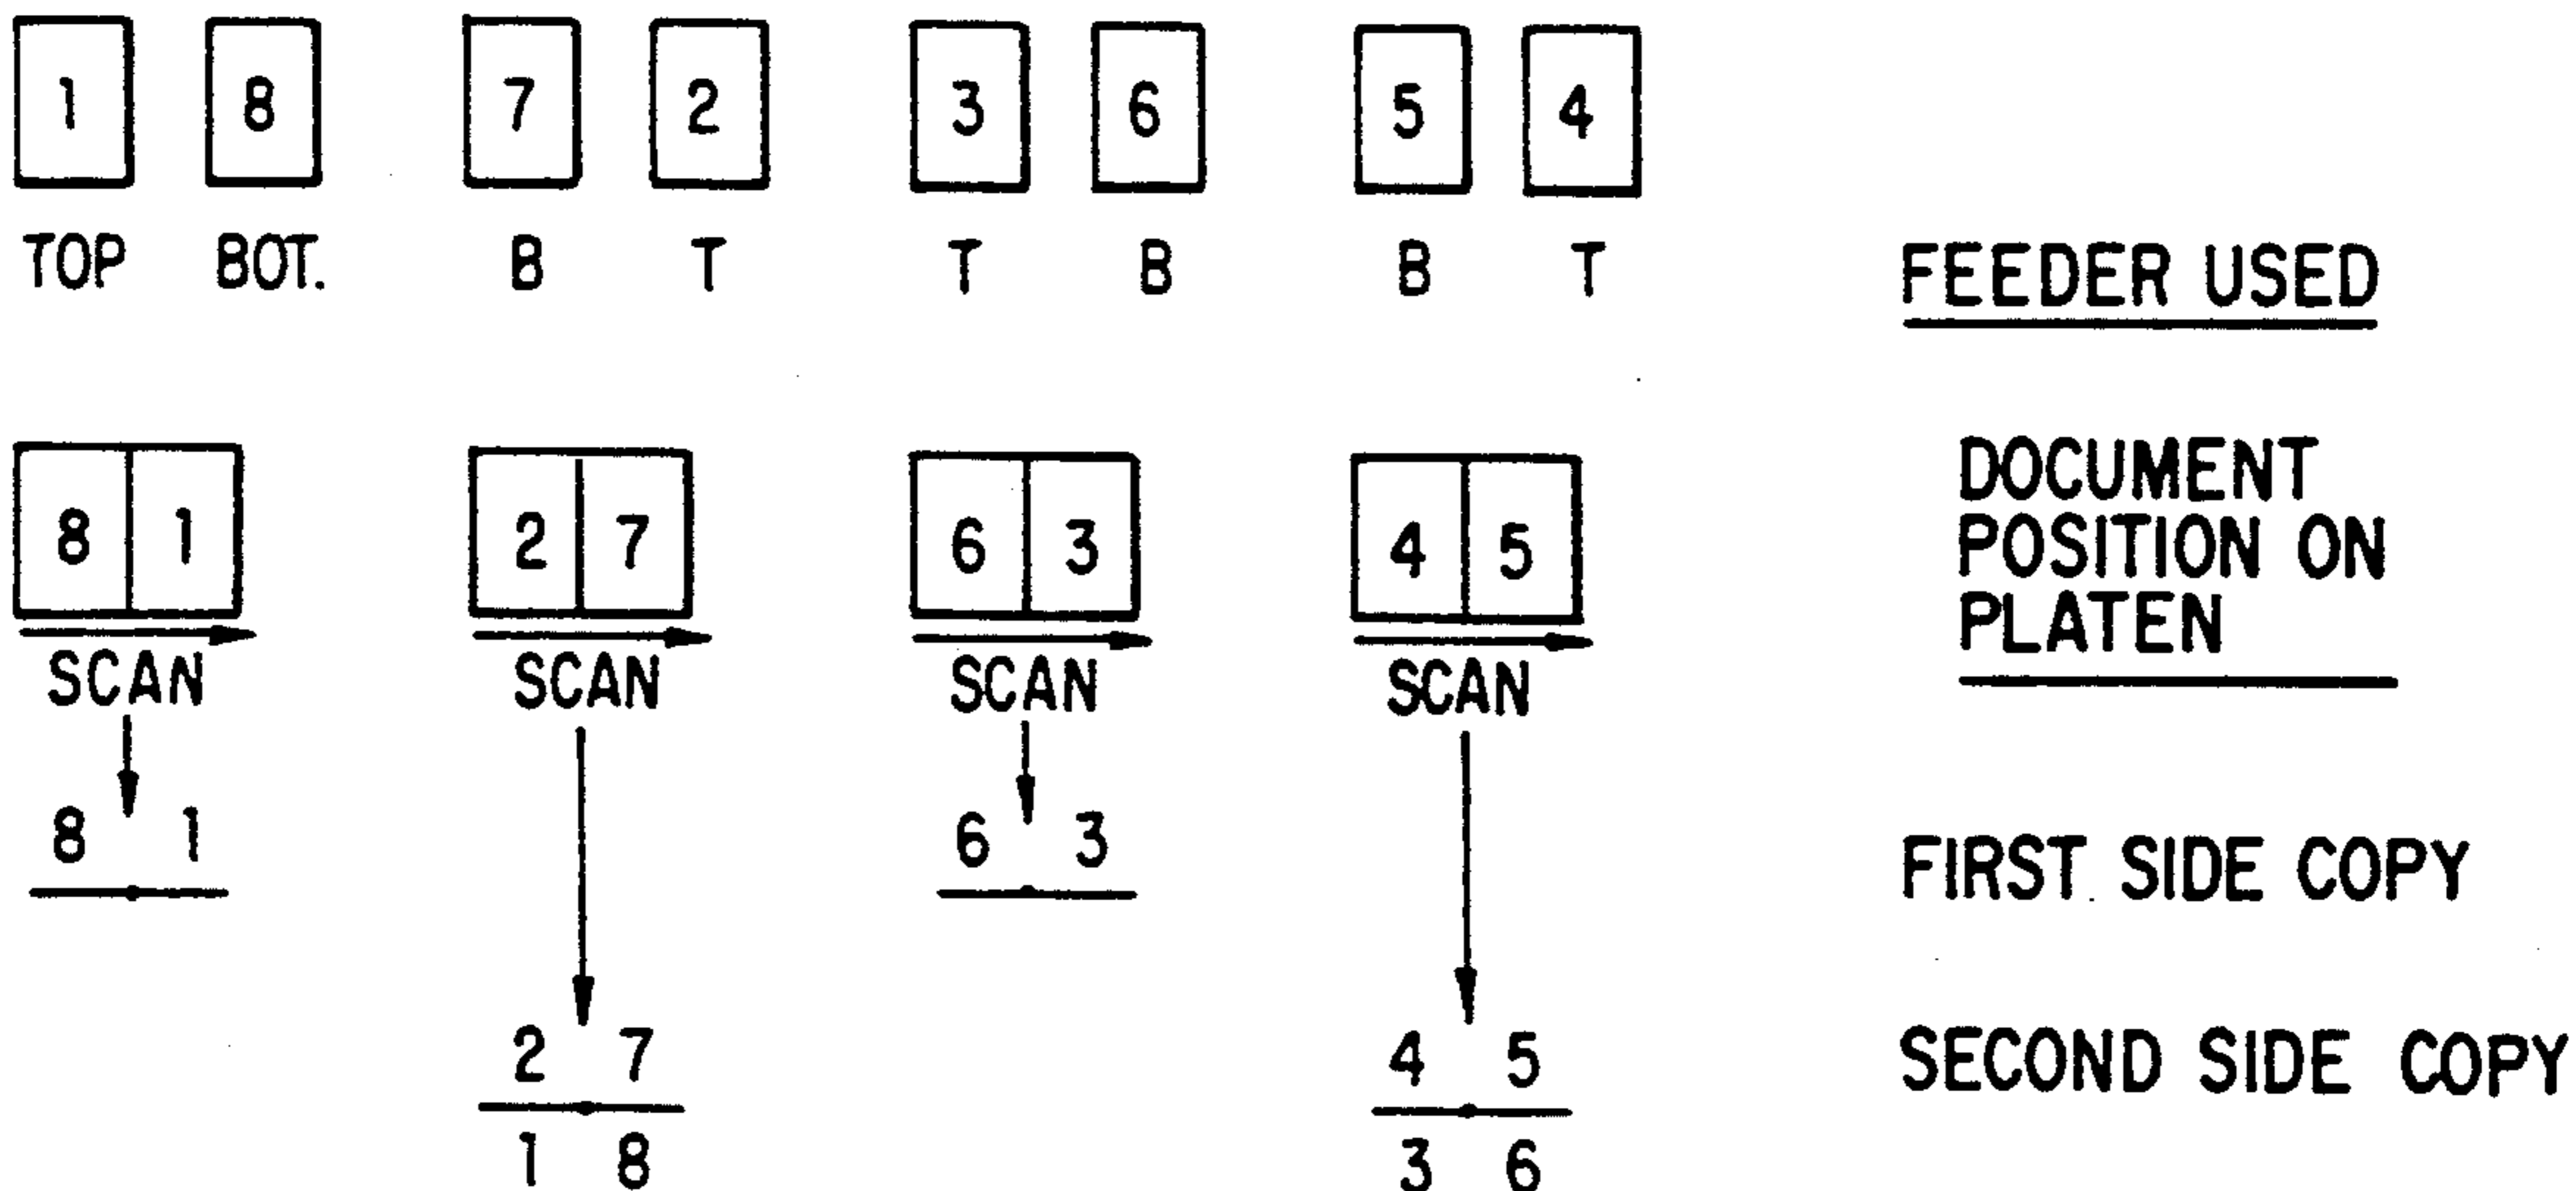 1 8 7 2 3 6 5 4
TOP BOT. B T T B B T FEEDER USED
8 1 2 7 6 3 4 5
DOCUMENT
POSITION ON
PLATEN
SCAN SCAN SCAN SCAN
8 1 6 3 FIRST SIDE COPY
2 7 4 5 SECOND SIDE COPY
1 8 3 6